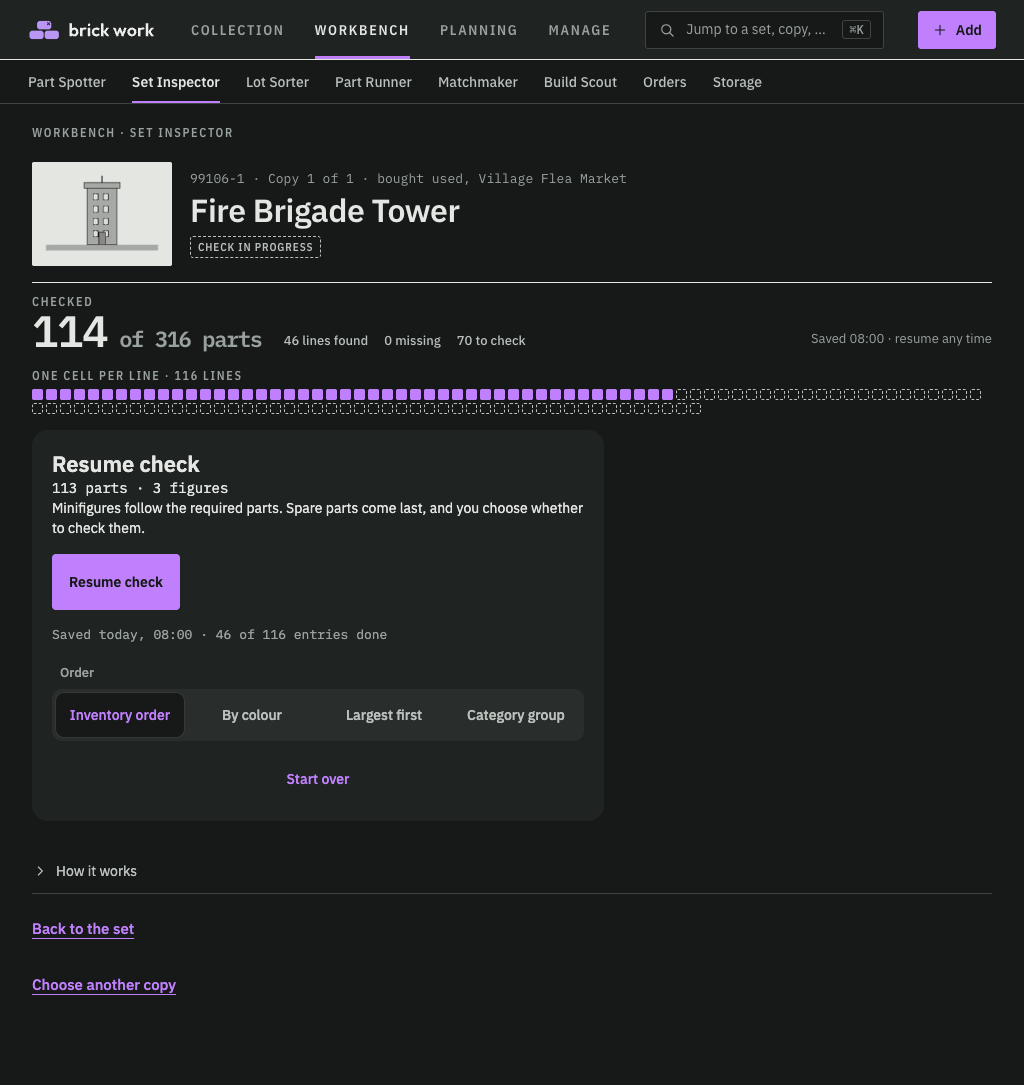 brick work
COLLECTION
WORKBENCH
PLANNING
MANAGE
Jump to a set, copy, ...
⌘K
+ Add
Part Spotter
Set Inspector
Lot Sorter
Part Runner
Matchmaker
Build Scout
Orders
Storage
WORKBENCH · SET INSPECTOR
99106-1 · Copy 1 of 1 · bought used, Village Flea Market
Fire Brigade Tower
CHECK IN PROGRESS
CHECKED
114 of 316 parts
46 lines found
0 missing
70 to check
Saved 08:00 · resume any time
ONE CELL PER LINE · 116 LINES
Resume check
113 parts · 3 figures
Minifigures follow the required parts. Spare parts come last, and you choose whether
to check them.
Resume check
Saved today, 08:00 · 46 of 116 entries done
Order
Inventory order
By colour
Largest first
Category group
Start over
How it works
Back to the set
Choose another copy